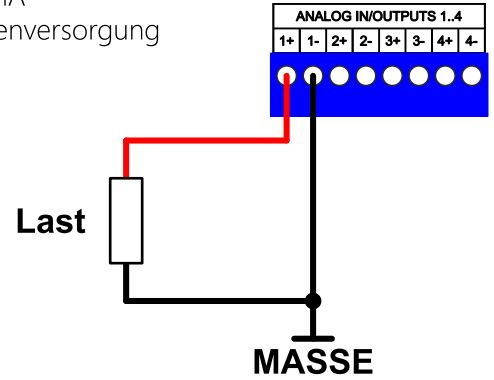 enversorgung
ANALOG IN/OUTPUTS 1..4
1+ 1- 2+ 2- 3+ 3- 4+ 4-
Last
MASSE